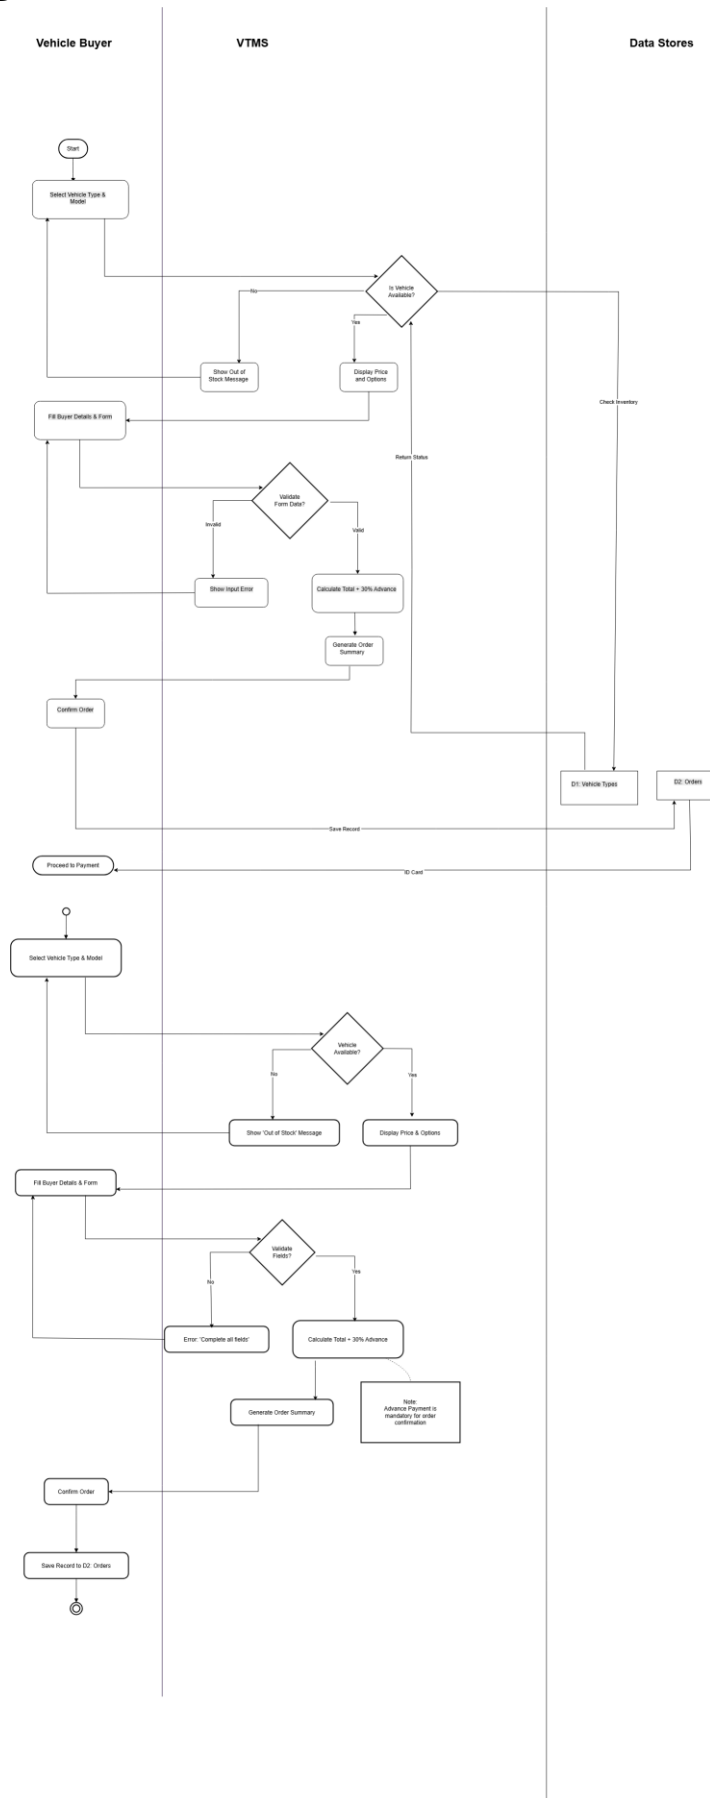 Vehicle Buyer
VTMS
Data Stores
Start
Select Vehicle Type &
Model
Is Vehicle
Available?
No
Yes
Show Out of
Stock Message
Display Price
and Options
Check Inventory
Fill Buyer Details & Form
Return Status
Validate
Form Data?
Invalid
Valid
Show Input Error
Calculate Total + 30% Advance
Generate Order
Summary
Confirm Order
D1: Vehicle Types
D2: Orders
Save Record
Proceed to Payment
ID Card
Select Vehicle Type & Model
Vehicle
Available?
No
Yes
Show 'Out of Stock' Message
Display Price & Options
Fill Buyer Details & Form
Validate
Fields?
No
Yes
Error: 'Complete all fields'
Calculate Total + 30% Advance
Note:
Advance Payment is
mandatory for order
confirmation
Generate Order Summary
Confirm Order
Save Record to D2: Orders